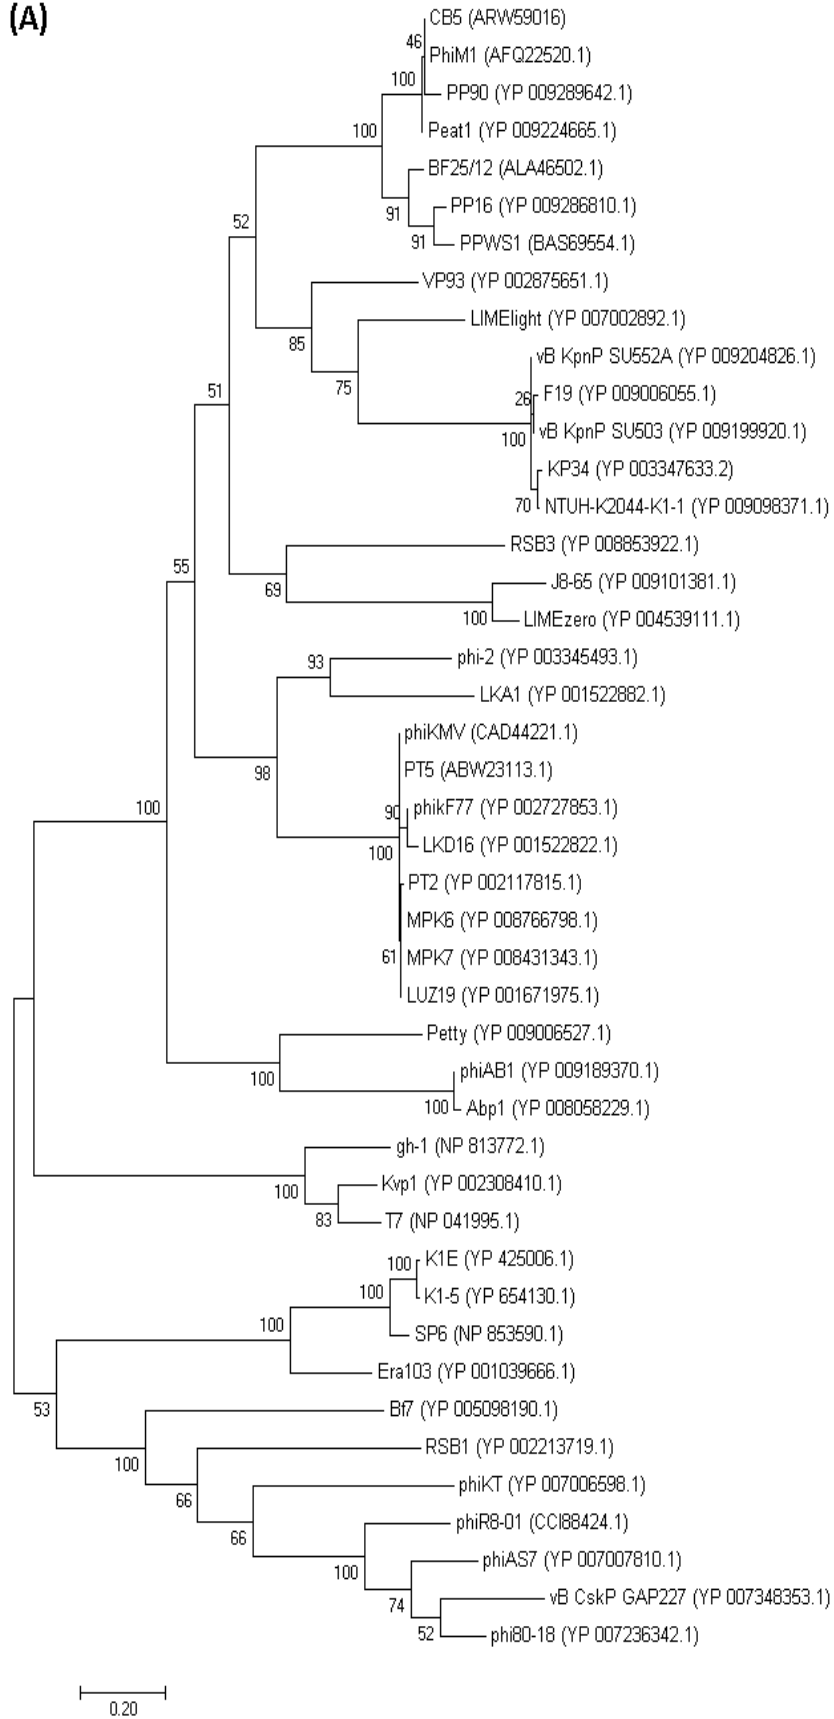 (A)
CB5 (ARW59016)
46
PhiM1 (AFQ22520.1)
100
PP90 (YP 009289642.1)
100
Peat1 (YP 009224665.1)
BF25/12 (ALA46502.1)
91
PP16 (YP 009286810.1)
52
91
PPWS1 (BAS69554.1)
VP93 (YP 002875651.1)
LIMElight (YP 007002892.1)
85
vB KpnP SU552A (YP 009204826.1)
51
75
26
F19 (YP 009006055.1)
100
vB KpnP SU503 (YP 009199920.1)
KP34 (YP 003347633.2)
70
NTUH-K2044-K1-1 (YP 009098371.1)
RSB3 (YP 008853922.1)
55
J8-65 (YP 009101381.1)
69
100
LIMEzero (YP 004539111.1)
93
phi-2 (YP 003345493.1)
LKA1 (YP 001522882.1)
phiKMV (CAD44221.1)
98
PT5 (ABW23113.1)
100
90
phikF77 (YP 002727853.1)
100
LKD16 (YP 001522822.1)
PT2 (YP 002117815.1)
MPK6 (YP 008766798.1)
61
MPK7 (YP 008431343.1)
LUZ19 (YP 001671975.1)
Petty (YP 009006527.1)
100
phiAB1 (YP 009189370.1)
100
Abp1 (YP 008058229.1)
gh-1 (NP 813772.1)
100
Kvp1 (YP 002308410.1)
83
T7 (NP 041995.1)
100
K1E (YP 425006.1)
100
K1-5 (YP 654130.1)
100
SP6 (NP 853590.1)
Era103 (YP 001039666.1)
53
Bf7 (YP 005098190.1)
100
RSB1 (YP 002213719.1)
66
phiKT (YP 007006598.1)
66
phiR8-01 (CCI88424.1)
100
phiAS7 (YP 007007810.1)
74
vB CskP GAP227 (YP 007348353.1)
52
phi80-18 (YP 007236342.1)
0.20